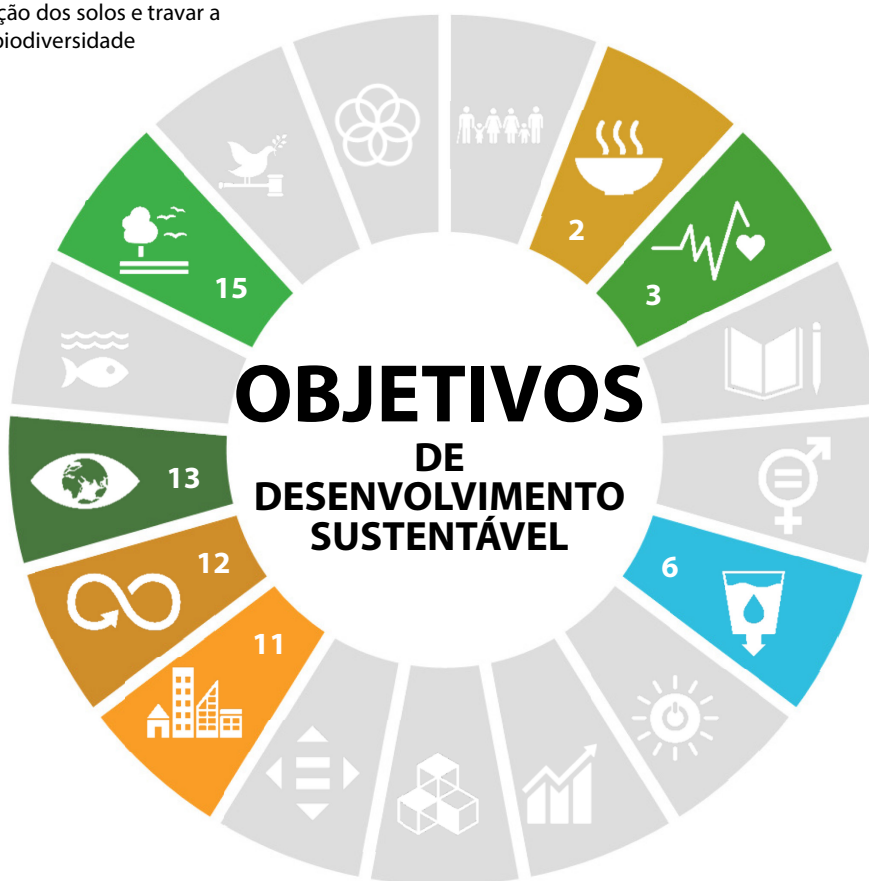 ção dos solos e travar a
biodiversidade
2
3
15
OBJETIVOS
DE
DESENVOLVIMENTO
SUSTENTÁVEL
13
12
6
11